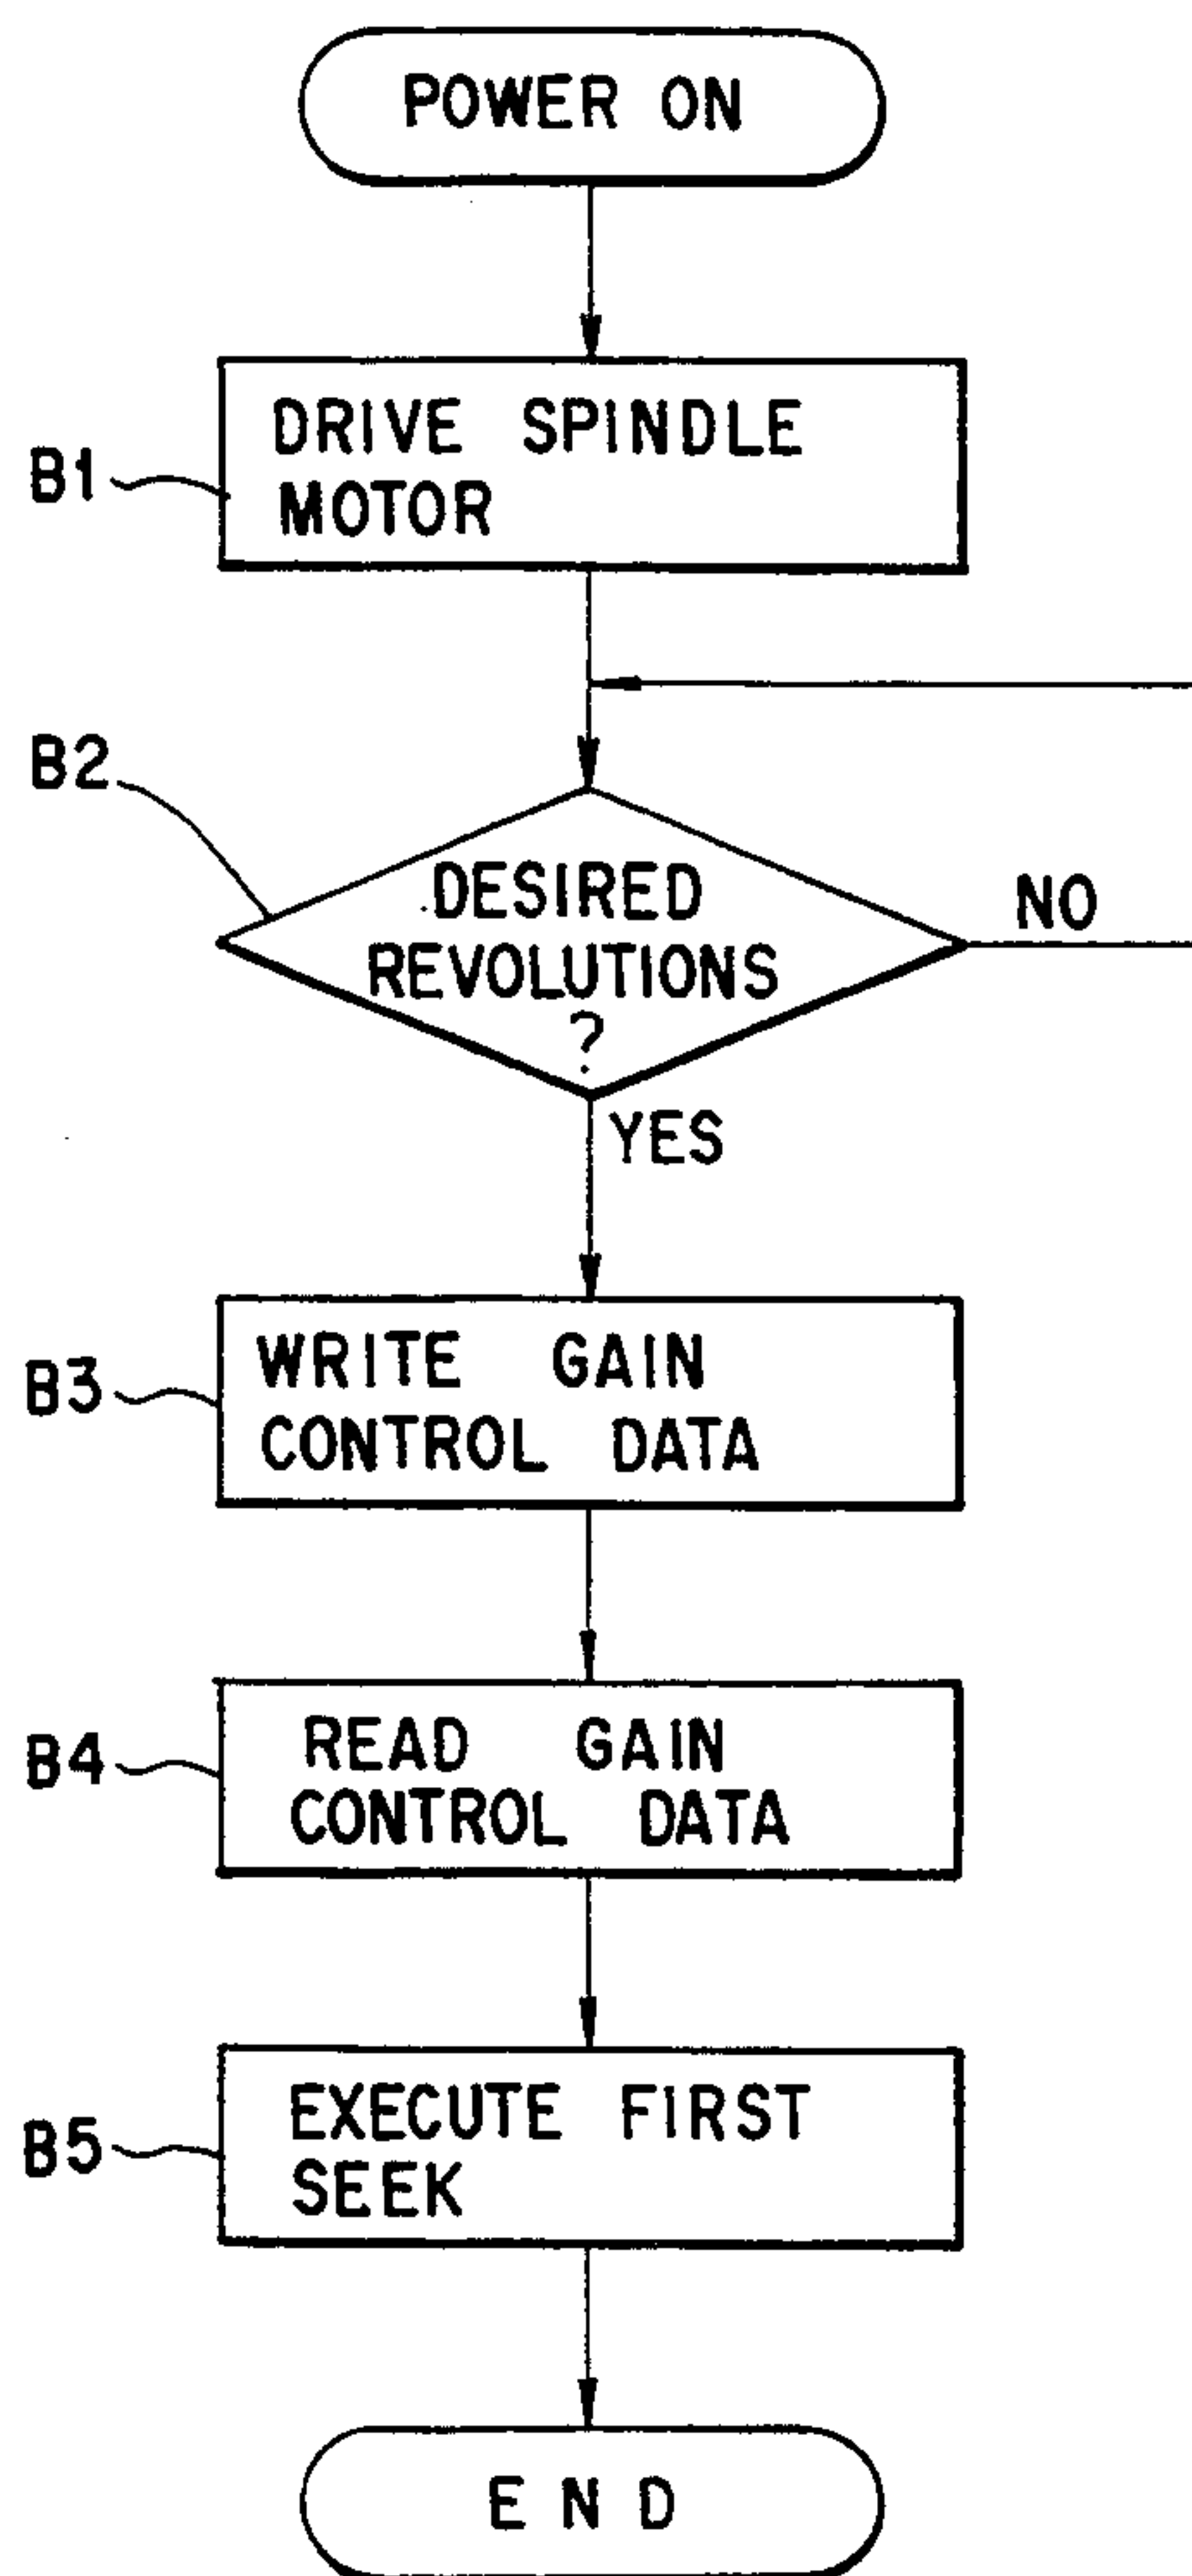 POWER ON
B1
DRIVE SPINDLE
MOTOR
B2
DESIRED
REVOLUTIONS
?
NO
YES
B3
WRITE GAIN
CONTROL DATA
B4
READ GAIN
CONTROL DATA
B5
EXECUTE FIRST
SEEK
END